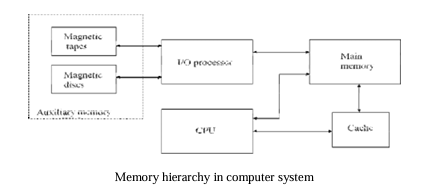 Magnetic
tapes
Magnetic
discs
Auxiliary memory
I/O processor
CPU
Main
memory
Cache
Memory hierarchy in computer system